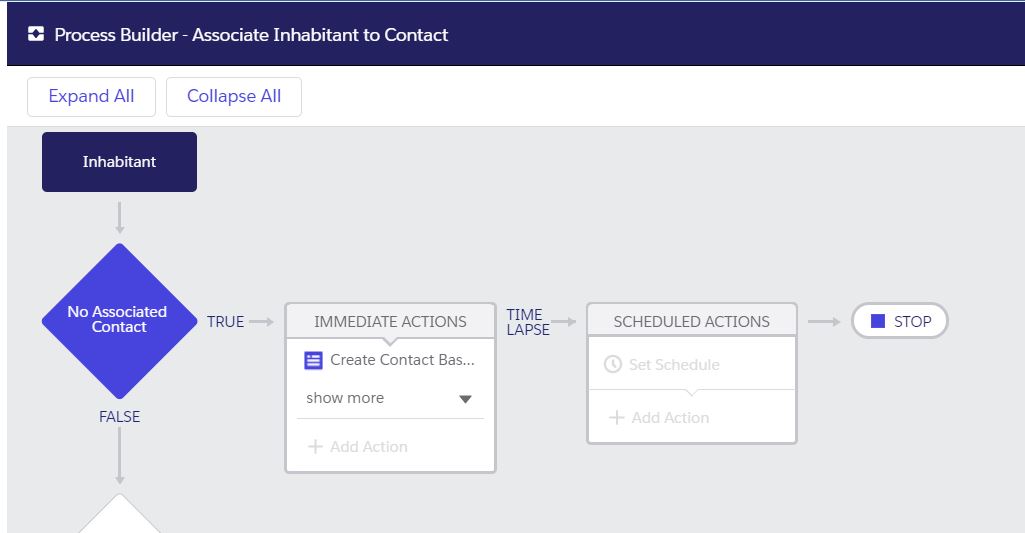 Process Builder - Associate Inhabitant to Contact
Expand All
Collapse All
Inhabitant
No Associated
Contact
TRUE
IMMEDIATE ACTIONS
Create Contact Bas...
show more
Add Action
TIME
LAPSE
SCHEDULED ACTIONS
Set Schedule
Add Action
STOP
FALSE